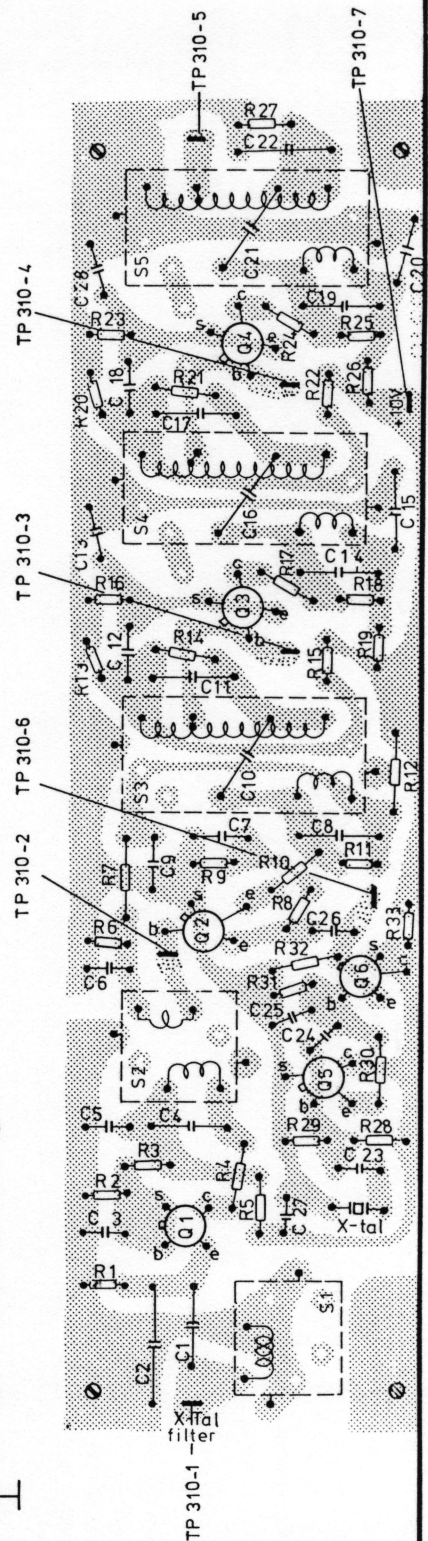 TP 310-5
TP 310-7
TP 310-4
TP 310-3
TP 310-6
TP 310-2
TP 310-1
X-tal
filter
R27
C22
S5
C21
C28
R23
C19
C20
s
c
Q4
b
e
R24
R25
R20
C18
R21
C17
R22
R26
+10V
S4
C16
C15
C13
R16
C14
s
c
Q3
b
e
R17
R18
R13
C12
R14
C11
R15
R19
S3
C10
R12
R7
C9
C7
R9
R10
C8
R11
R6
C6
b
s
Q2
c
e
R8
C26
R33
R32
R31
C25
s
Q6
c
b
e
S2
C24
s
c
Q5
b
e
R30
C5
C4
R3
R29
R28
C23
R2
C3
s
c
Q1
b
e
R4
R5
C27
X-tal
R1
C2
C1
S1